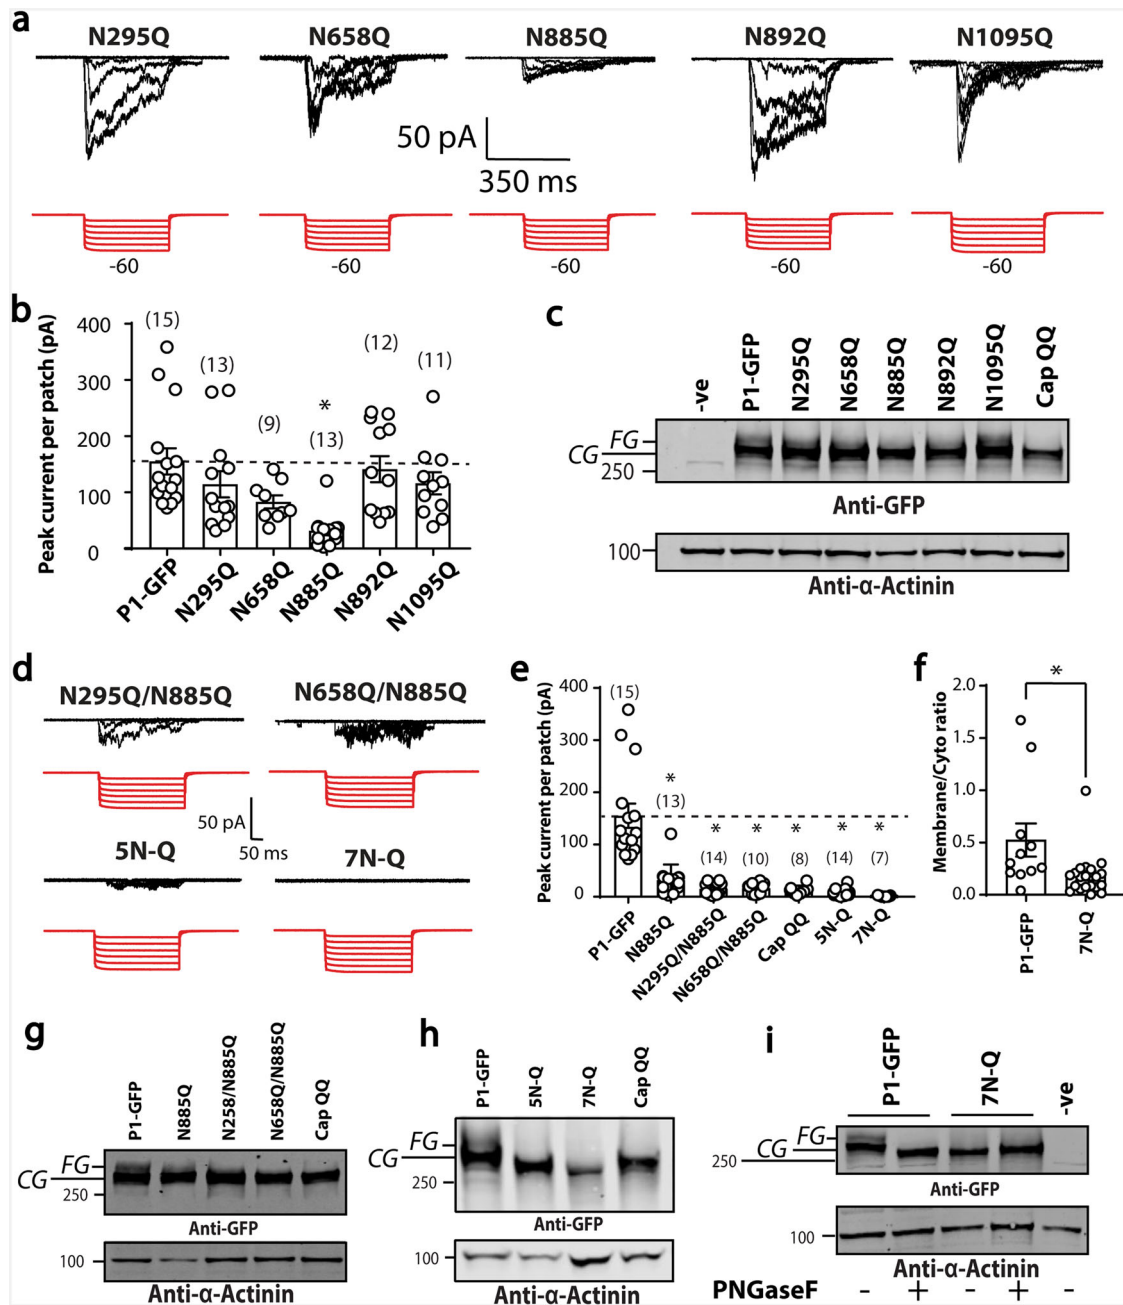 a
N295Q N658Q N885Q N892Q N1095Q
50 pA
350 ms
-60 -60 -60 -60 -60
b
Peak current per patch (pA)
400
300
200
100
0
(15) (13) (9) * (13) (12) (11)
P1-GFP N295Q N658Q N885Q N892Q N1095Q
c
-ve P1-GFP N295Q N658Q N885Q N892Q N1095Q Cap QQ
FG
CG
250
Anti-GFP
100
Anti-α-Actinin
d
N295Q/N885Q N658Q/N885Q
50 pA
50 ms
5N-Q 7N-Q
e
Peak current per patch (pA)
400
300
200
100
0
(15) * (13) * (14) * (10) * (8) * (14) * (7)
P1-GFP N885Q N295Q/N885Q N658Q/N885Q Cap QQ 5N-Q 7N-Q
f
Membrane/Cyto ratio
2.0
1.5
1.0
0.5
0.0
*
P1-GFP 7N-Q
g
P1-GFP N885Q N258/N885Q N658Q/N885Q Cap QQ
FG
CG
250
Anti-GFP
100
Anti-α-Actinin
h
P1-GFP 5N-Q 7N-Q Cap QQ
FG
CG
250
Anti-GFP
100
Anti-α-Actinin
i
P1-GFP 7N-Q -ve
FG
CG
250
Anti-GFP
100
Anti-α-Actinin
PNGaseF - + - + -